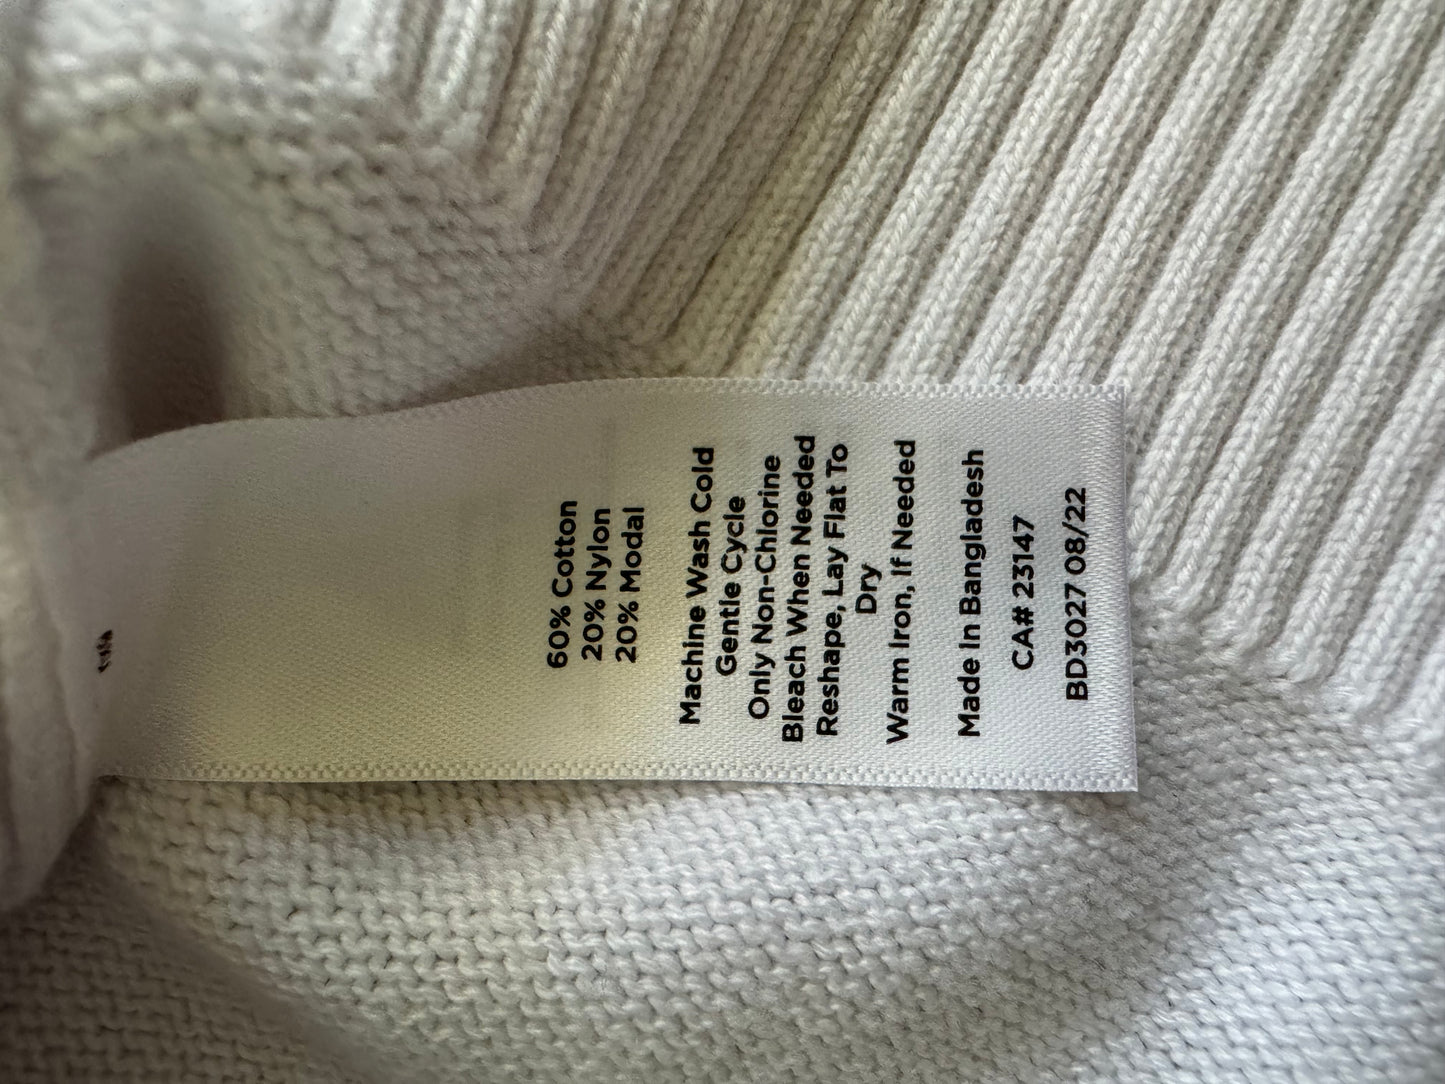 60% Cotton
20% Nylon
20% Modal
Machine Wash Cold
Gentle Cycle
Only Non-Chlorine
Bleach When Needed
Reshape, Lay Flat To
Dry
Warm Iron, If Needed
Made In Bangladesh
CA# 23147
BD3027 08/22